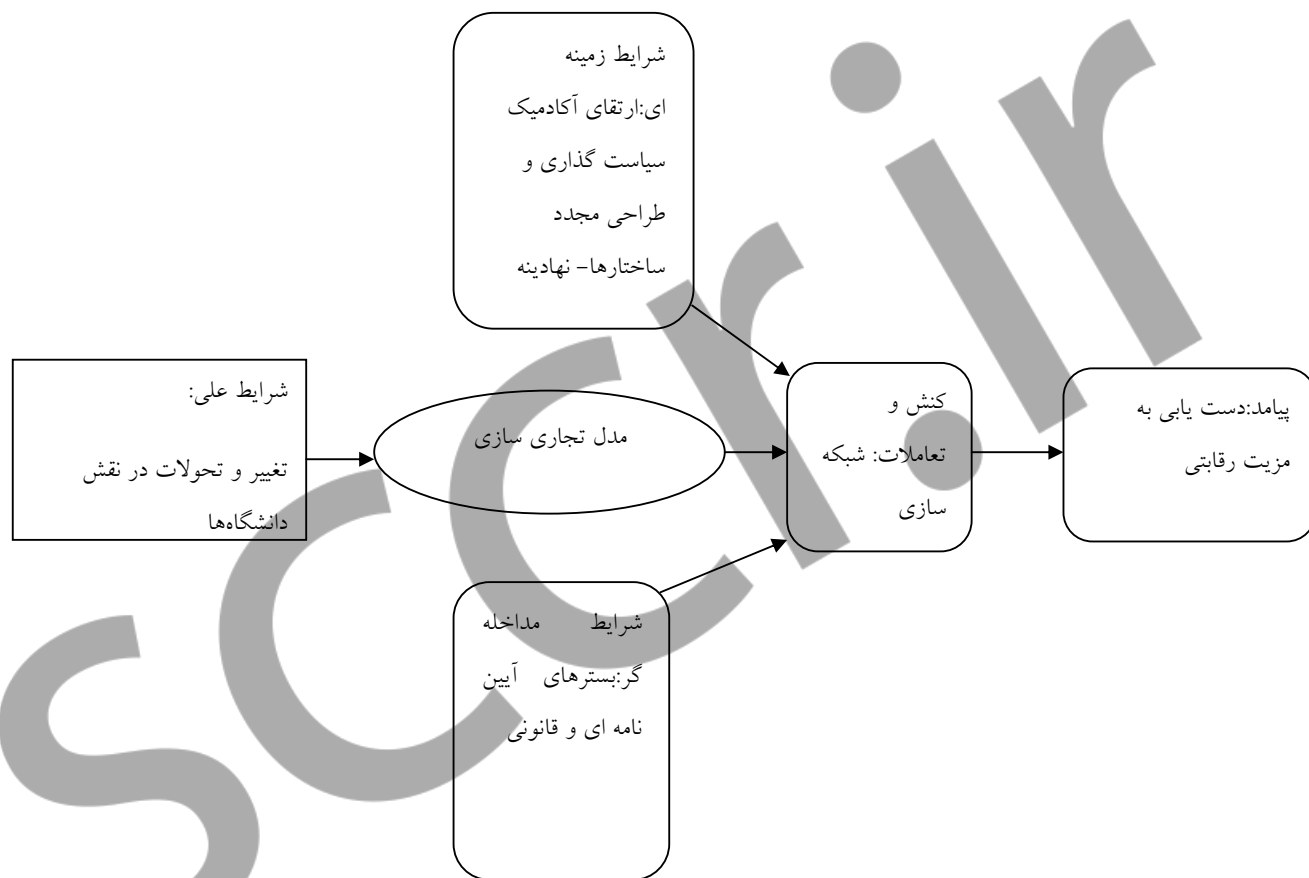 شرایط زمینه
ای:ارتقای آکادمیک
سیاست گذاری و
طراحی مجدد
ساختارها- نهادینه
شرایط علی:
تغییر و تحولات در نقش
دانشگاه‌ها
مدل تجاری سازی
کنش و
تعاملات: شبکه
سازی
پیامد:دست یابی به
مزیت رقابتی
شرایط مداخله
گر:بسترهای آیین
نامه ای و قانونی
sccr.ir